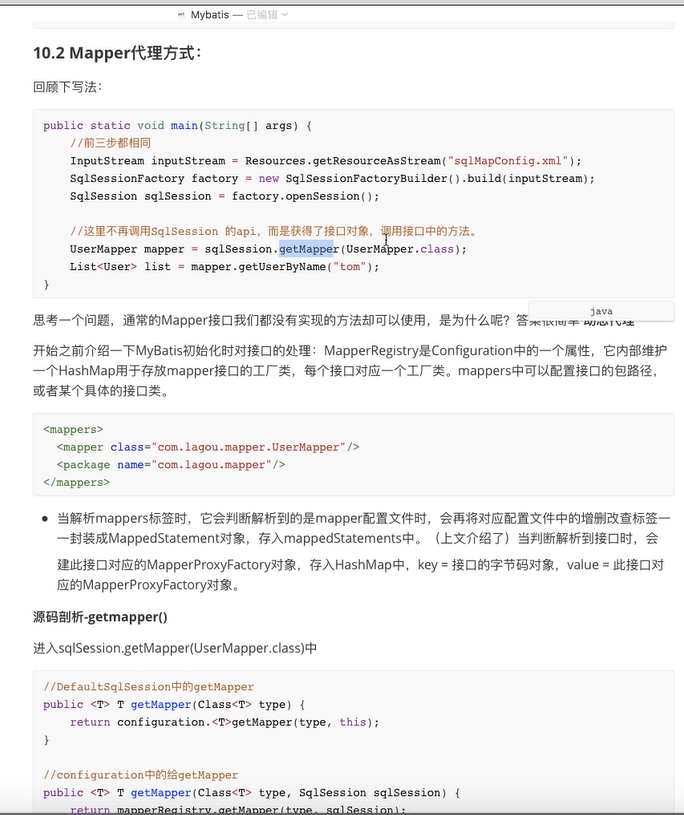 Mybatis — 已编辑
10.2 Mapper代理方式：
回顾下写法：
public static void main(String[] args) {
//前三步都相同
InputStream inputStream = Resources.getResourceAsStream("sqlMapConfig.xml");
SqlSessionFactory factory = new SqlSessionFactoryBuilder().build(inputStream);
SqlSession sqlSession = factory.openSession();
//这里不再调用SqlSession 的api，而是获得了接口对象，调用接口中的方法。
UserMapper mapper = sqlSession.getMapper(UserMapper.class);
List<User> list = mapper.getUserByName("tom");
}
java
思考一个问题，通常的Mapper接口我们都没有实现的方法却可以使用，是为什么呢？答案很简单 动态代理
开始之前介绍一下MyBatis初始化时对接口的处理：MapperRegistry是Configuration中的一个属性，它内部维护
一个HashMap用于存放mapper接口的工厂类，每个接口对应一个工厂类。mappers中可以配置接口的包路径，
或者某个具体的接口类。
<mappers>
<mapper class="com.lagou.mapper.UserMapper"/>
<package name="com.lagou.mapper"/>
</mappers>
当解析mappers标签时，它会判断解析到的是mapper配置文件时，会再将对应配置文件中的增删改查标签一
一封装成MappedStatement对象，存入mappedStatements中。（上文介绍了）当判断解析到接口时，会
建此接口对应的MapperProxyFactory对象，存入HashMap中，key = 接口的字节码对象，value = 此接口对
应的MapperProxyFactory对象。
源码剖析-getmapper()
进入sqlSession.getMapper(UserMapper.class)中
//DefaultSqlSession中的getMapper
public <T> T getMapper(Class<T> type) {
return configuration.<T>getMapper(type, this);
}
//configuration中的给getMapper
public <T> T getMapper(Class<T> type, SqlSession sqlSession) {
return mapperRegistry.getMapper(type, sqlSession);